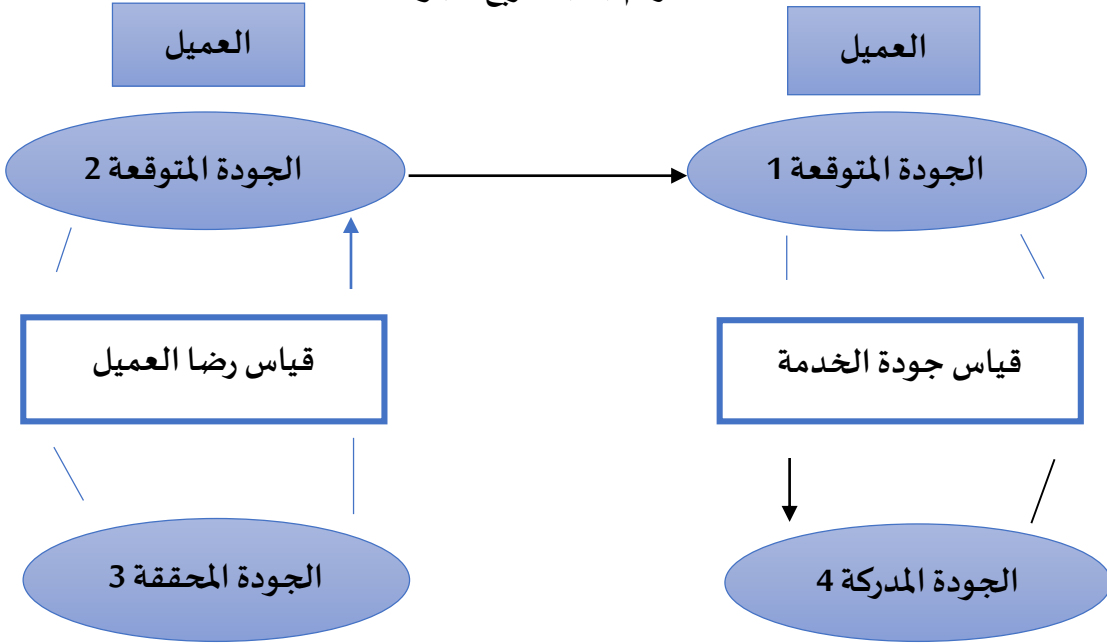 العميل
العميل
الجودة المتوقعة 1
الجودة المتوقعة 2
قياس جودة الخدمة
قياس رضا العميل
الجودة المدركة 4
الجودة المحققة 3